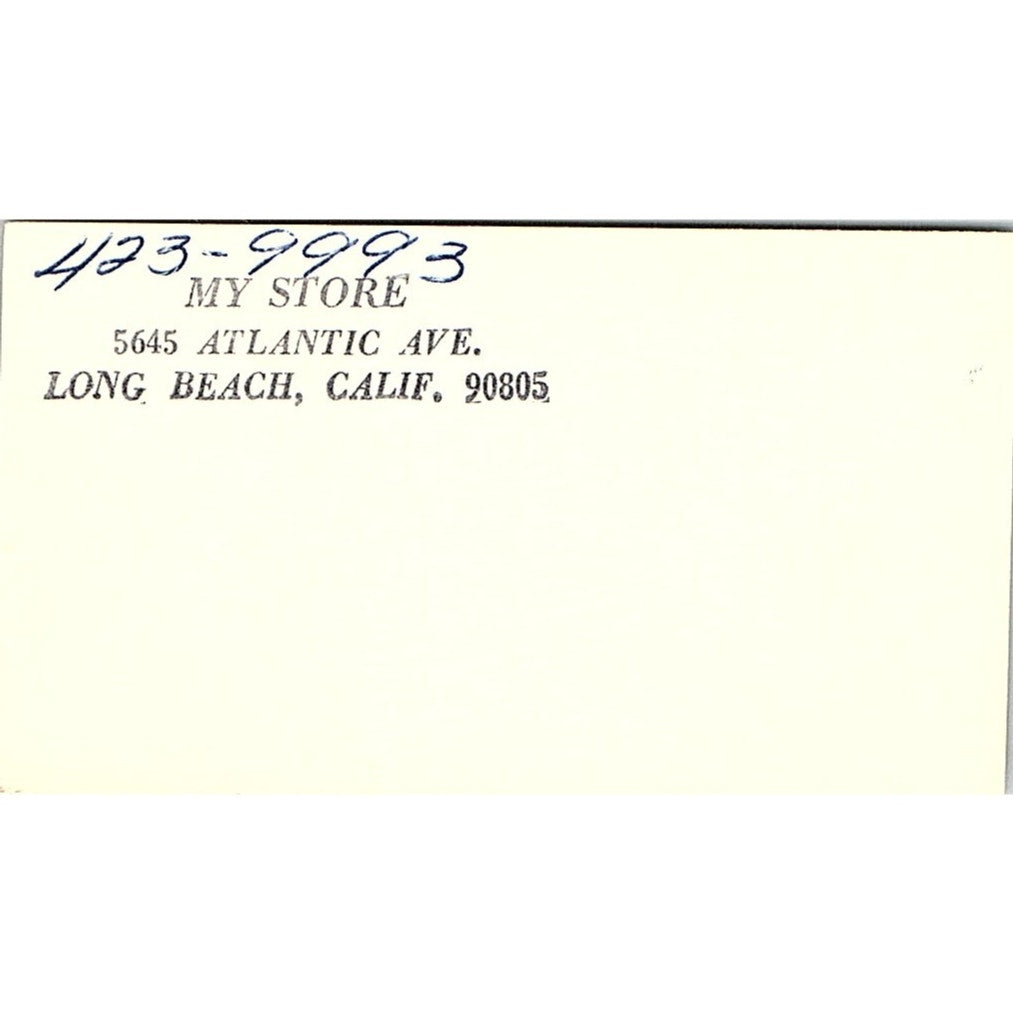 423-9993
MY STORE
5645 ATLANTIC AVE.
LONG BEACH, CALIF. 90805